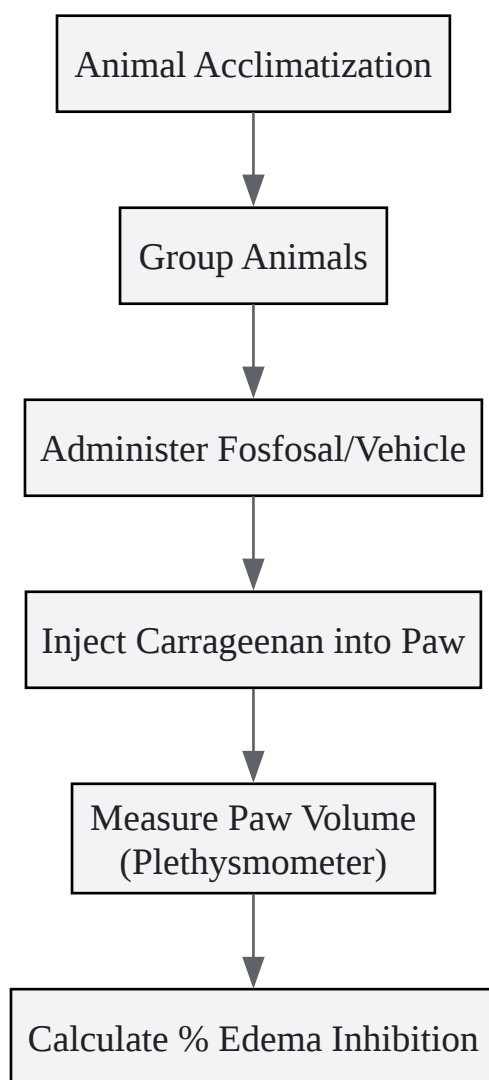 Animal Acclimatization
Group Animals
Administer Fosfosal/Vehicle
Inject Carrageenan into Paw
Measure Paw Volume
(Plethysmometer)
Calculate % Edema Inhibition